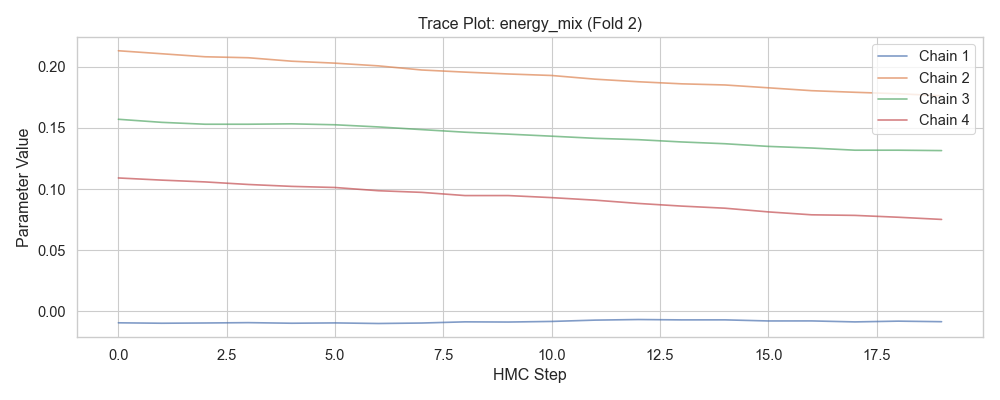 Trace Plot: energy_mix (Fold 2)
Parameter Value
0.20
0.15
0.10
0.05
0.00
Chain 1
Chain 2
Chain 3
Chain 4
0.0 2.5 5.0 7.5 10.0 12.5 15.0 17.5
HMC Step